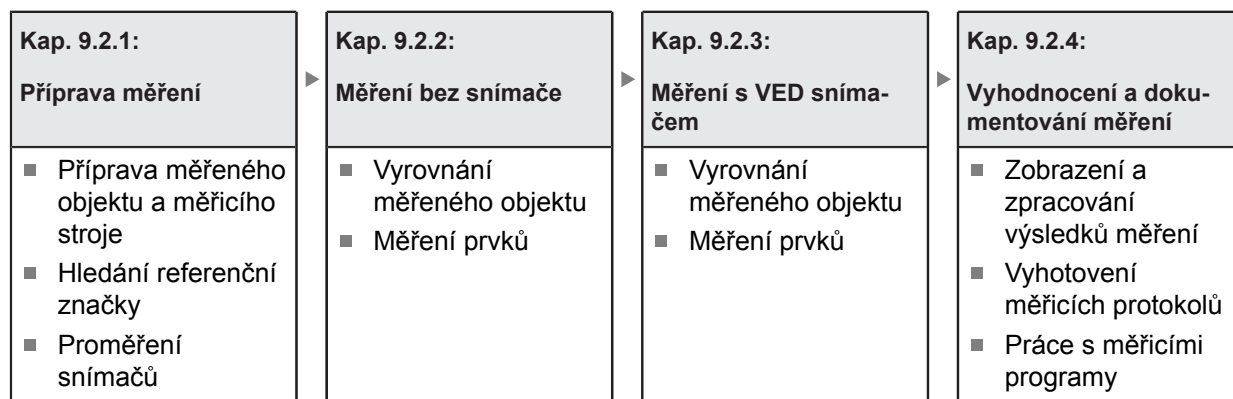 Kap. 9.2.1:
Příprava měření
Příprava měřeného
objektu a měřicího
stroje
Hledání referenční
značky
Proměření
snímačů
Kap. 9.2.2:
Měření bez snímače
Vyrovnání
měřeného objektu
Měření prvků
Kap. 9.2.3:
Měření s VED sníma-
čem
Vyrovnání
měřeného objektu
Měření prvků
Kap. 9.2.4:
Vyhodnocení a doku-
mentování měření
Zobrazení a
zpracování
výsledků měření
Vyhotovení
měřicích protokolů
Práce s měřicími
programy